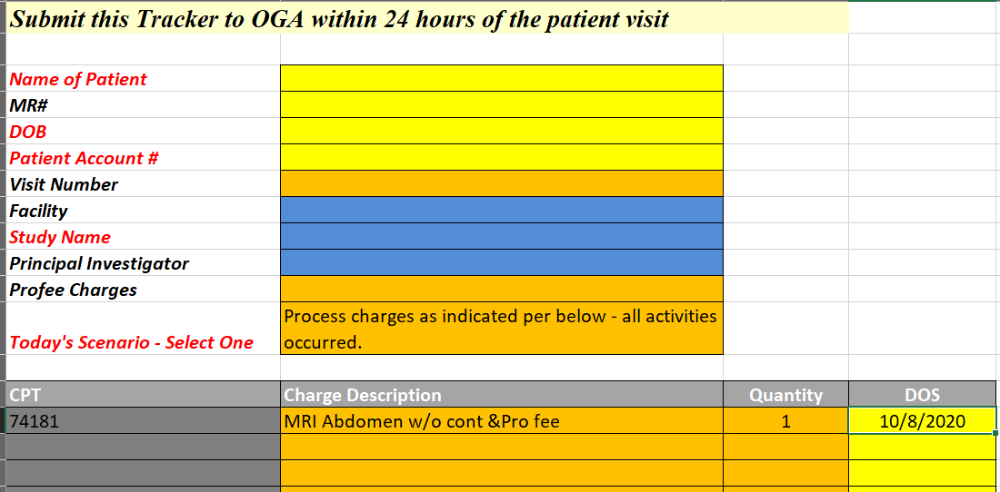 Submit this Tracker to OGA within 24 hours of the patient visit
Name of Patient
MR#
DOB
Patient Account #
Visit Number
Facility
Study Name
Principal Investigator
Profee Charges
Process charges as indicated per below - all activities
Today's Scenario - Select One occurred.
CPT Charge Description Quantity DOS
74181 MRI Abdomen w/o cont &Pro fee 1 10/8/2020